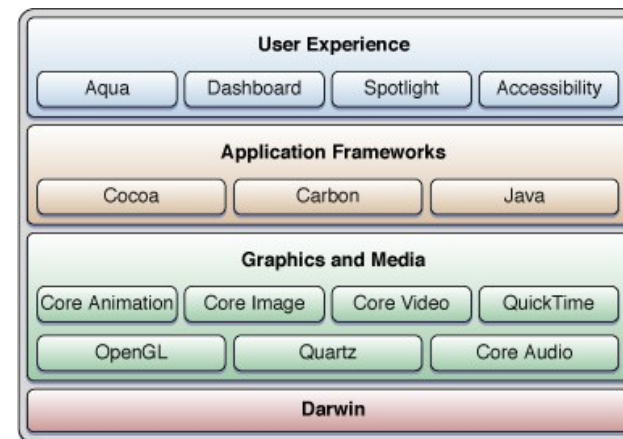 User Experience
Aqua Dashboard Spotlight Accessibility
Application Frameworks
Cocoa Carbon Java
Graphics and Media
Core Animation Core Image Core Video QuickTime
OpenGL Quartz Core Audio
Darwin